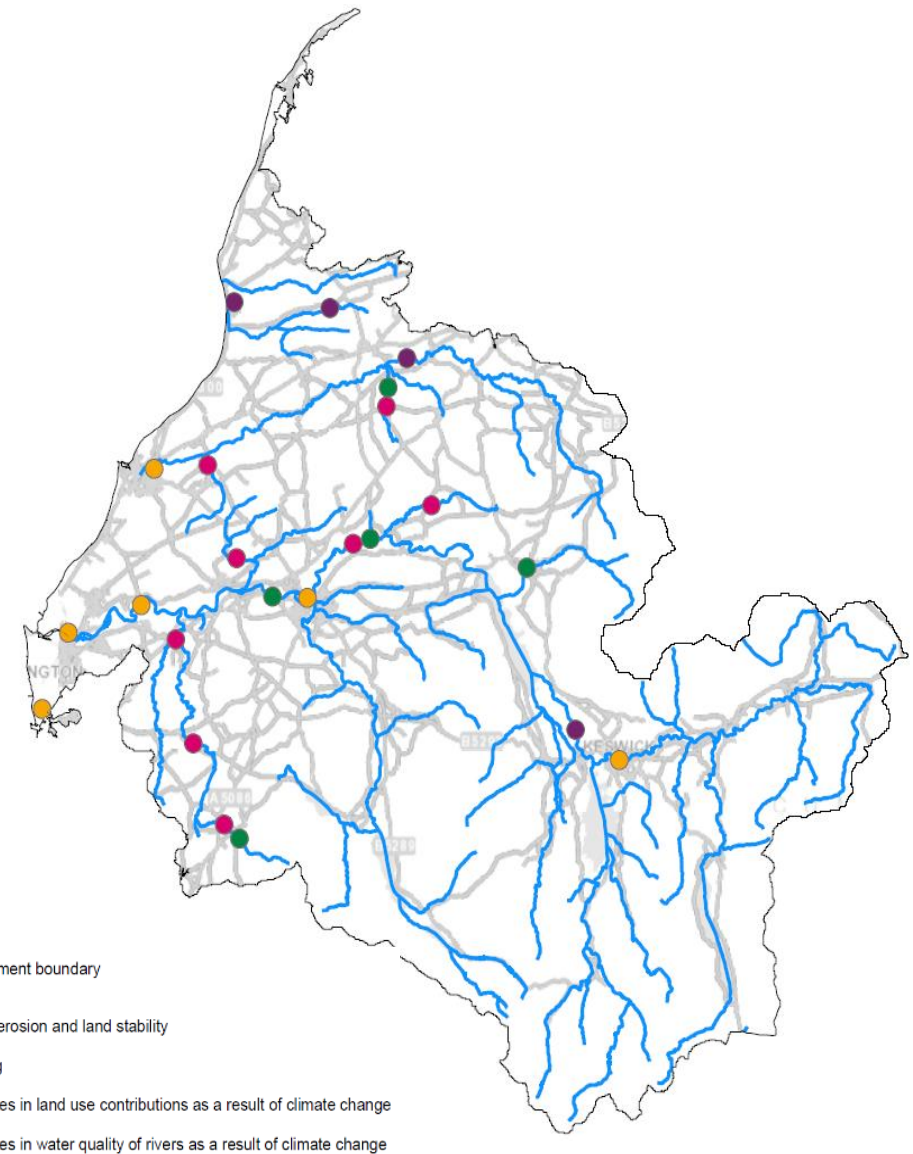 NGTON
KESWICK
A5086
ment boundary
erosion and land stability
g
es in land use contributions as a result of climate change
es in water quality of rivers as a result of climate change